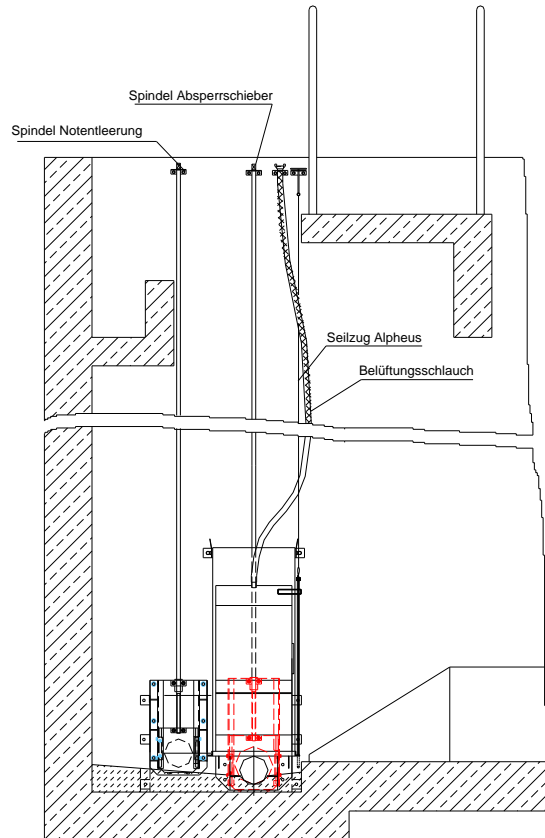 Spindel Absperrschieber
Spindel Notentleerung
Seilzug Alpheus
Belüftungsschlauch